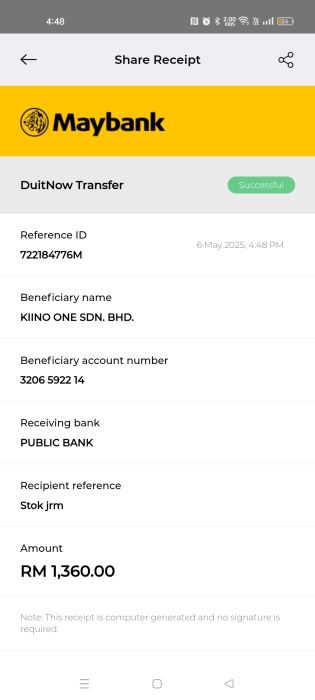 4:48
2.00
KB/S
Share Receipt
Maybank
DuitNow Transfer
Successful
Reference ID
6 May 2025, 4:48 PM
722184776M
Beneficiary name
KIINO ONE SDN. BHD.
Beneficiary account number
3206 5922 14
Receiving bank
PUBLIC BANK
Recipient reference
Stok jrm
Amount
RM 1,360.00
Note: This receipt is computer generated and no signature is
required.